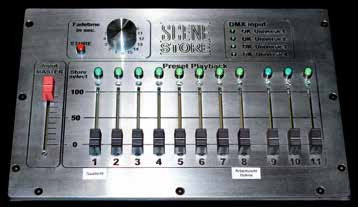 Fadetime
in sec.
STORE
SCENE
STORE
DMX input
OK Universe 1
OK Universe 2
OK Universe 3
OK Universe 4
Input
MASTER
Store
select
Preset Playback
100
50
0
1 2 3 4 5 6 7 8 9 10 11
Saallicht